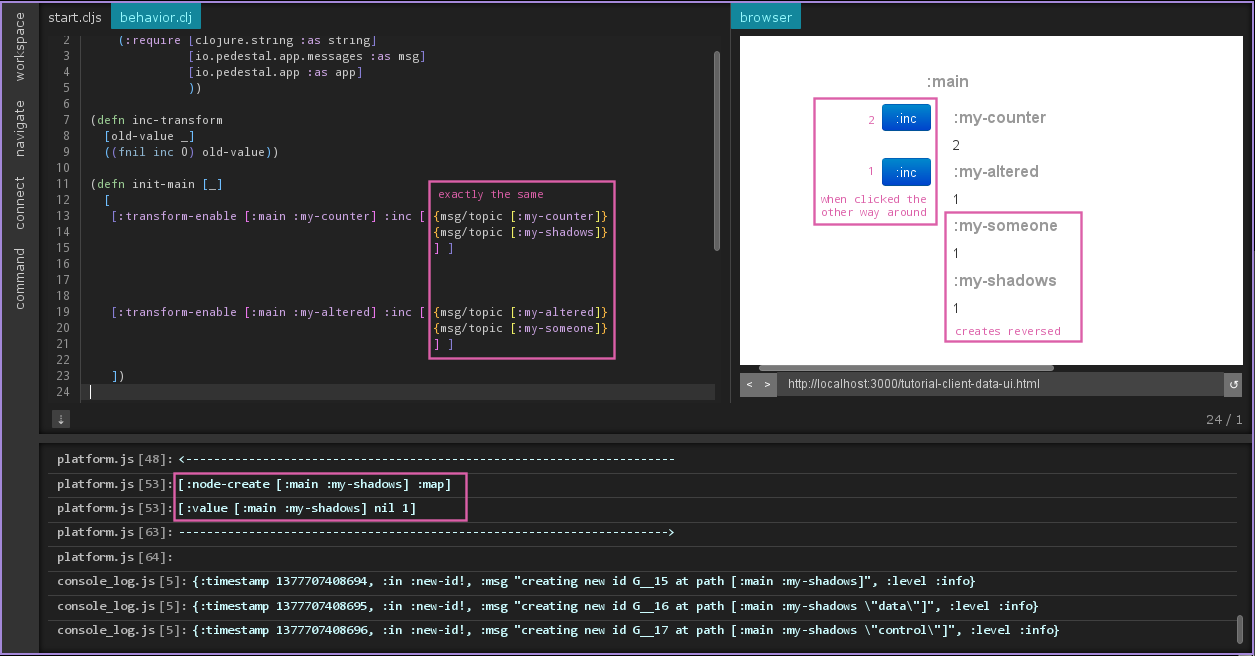 workspace
navigate
connect
command
start.cljs behavior.clj
2 (:require [clojure.string :as string]
3 [io.pedestal.app.messages :as msg]
4 [io.pedestal.app :as app]
5 ))
6
7 (defn inc-transform
8 [old-value _]
9 ((fnil inc 0) old-value))
10
11 (defn init-main [_]
12 [
exactly the same
13 [:transform-enable [:main :my-counter] :inc [ {msg/topic [:my-counter]}
14 {msg/topic [:my-shadows]}
15 ] ]
16
17
18
19 [:transform-enable [:main :my-altered] :inc [ {msg/topic [:my-altered]}
20 {msg/topic [:my-someone]}
21 ] ]
22
23 ])
24
↓
browser
:main
2 :inc :my-counter
2
1 :inc :my-altered
when clicked the
other way around
1
:my-someone
1
:my-shadows
1
creates reversed
< > http://localhost:3000/tutorial-client-data-ui.html ↺
24 / 1
platform.js [48]: <----------------------------------------------------------------------
platform.js [53]: [:node-create [:main :my-shadows] :map]
platform.js [53]: [:value [:main :my-shadows] nil 1]
platform.js [63]: ---------------------------------------------------------------------->
platform.js [64]:
console_log.js [5]: {:timestamp 1377707408694, :in :new-id!, :msg "creating new id G__15 at path [:main :my-shadows]", :level :info}
console_log.js [5]: {:timestamp 1377707408695, :in :new-id!, :msg "creating new id G__16 at path [:main :my-shadows \"data\"]", :level :info}
console_log.js [5]: {:timestamp 1377707408696, :in :new-id!, :msg "creating new id G__17 at path [:main :my-shadows \"control\"]", :level :info}